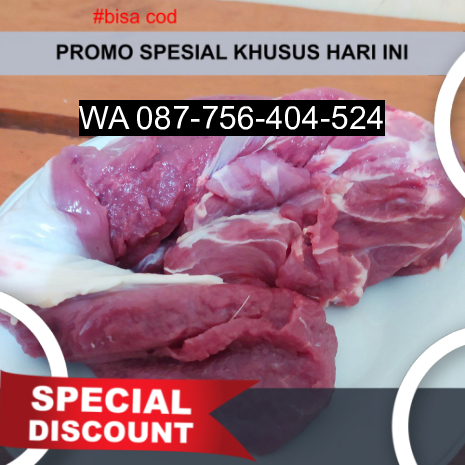 #bisa cod
PROMO SPESIAL KHUSUS HARI INI
WA 087-756-404-524
SPECIAL
DISCOUNT